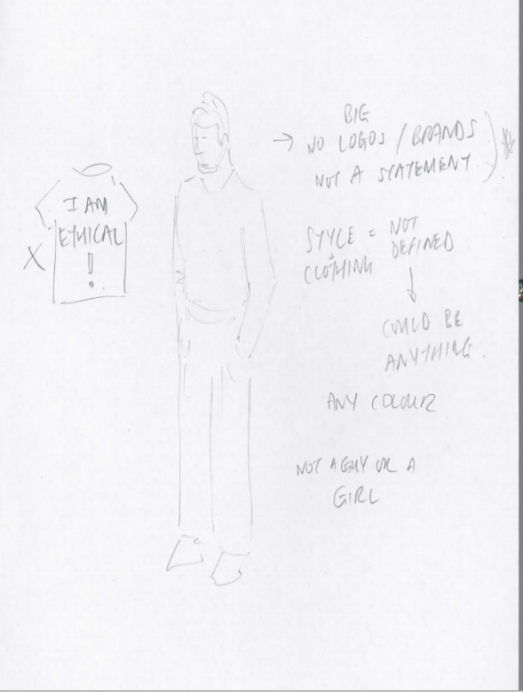 I AM
ETHICAL
!
X
BIG
→ NO LOGOS / BRANDS
NOT A STATEMENT
STYLE = NOT
+ DEFINED
CLOTHING
↓
COULD BE
ANYTHING.
ANY COLOUR
NOT A GUY OR A
GIRL